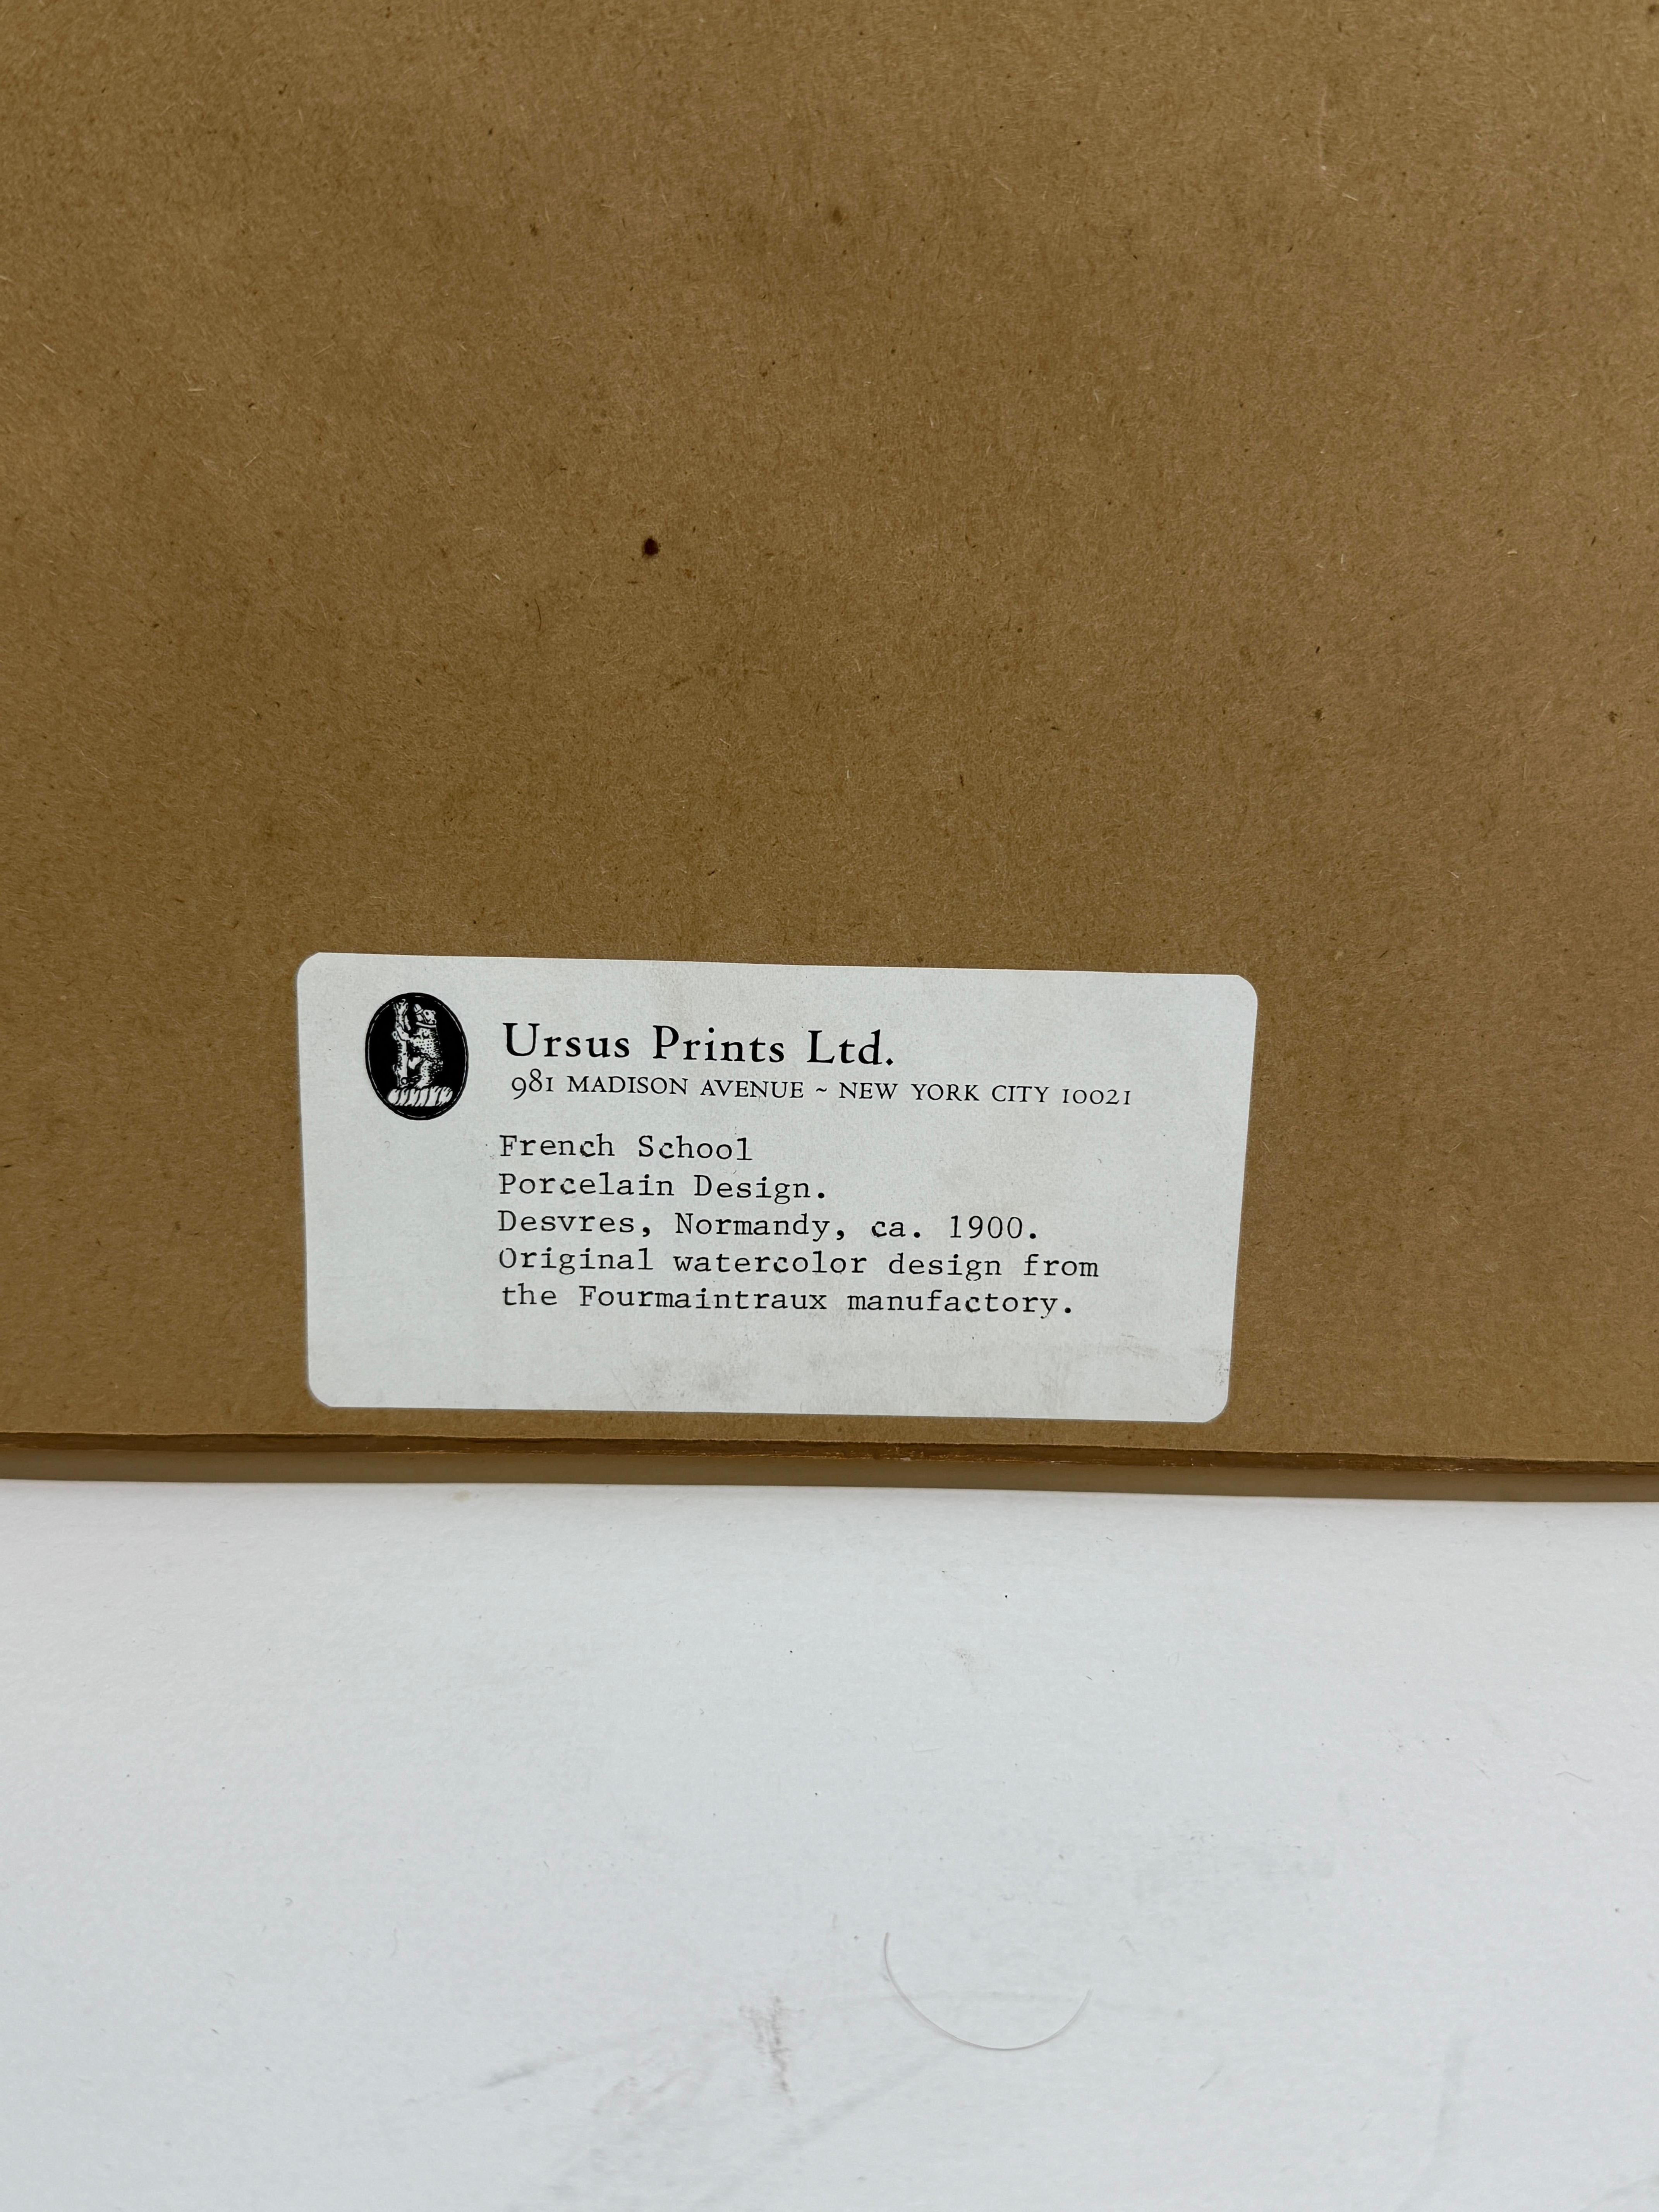 Ursus Prints Ltd.
981 MADISON AVENUE ~ NEW YORK CITY 10021
French School
Porcelain Design.
Desvres, Normandy, ca. 1900.
Original watercolor design from
the Fourmaintraux manufactory.